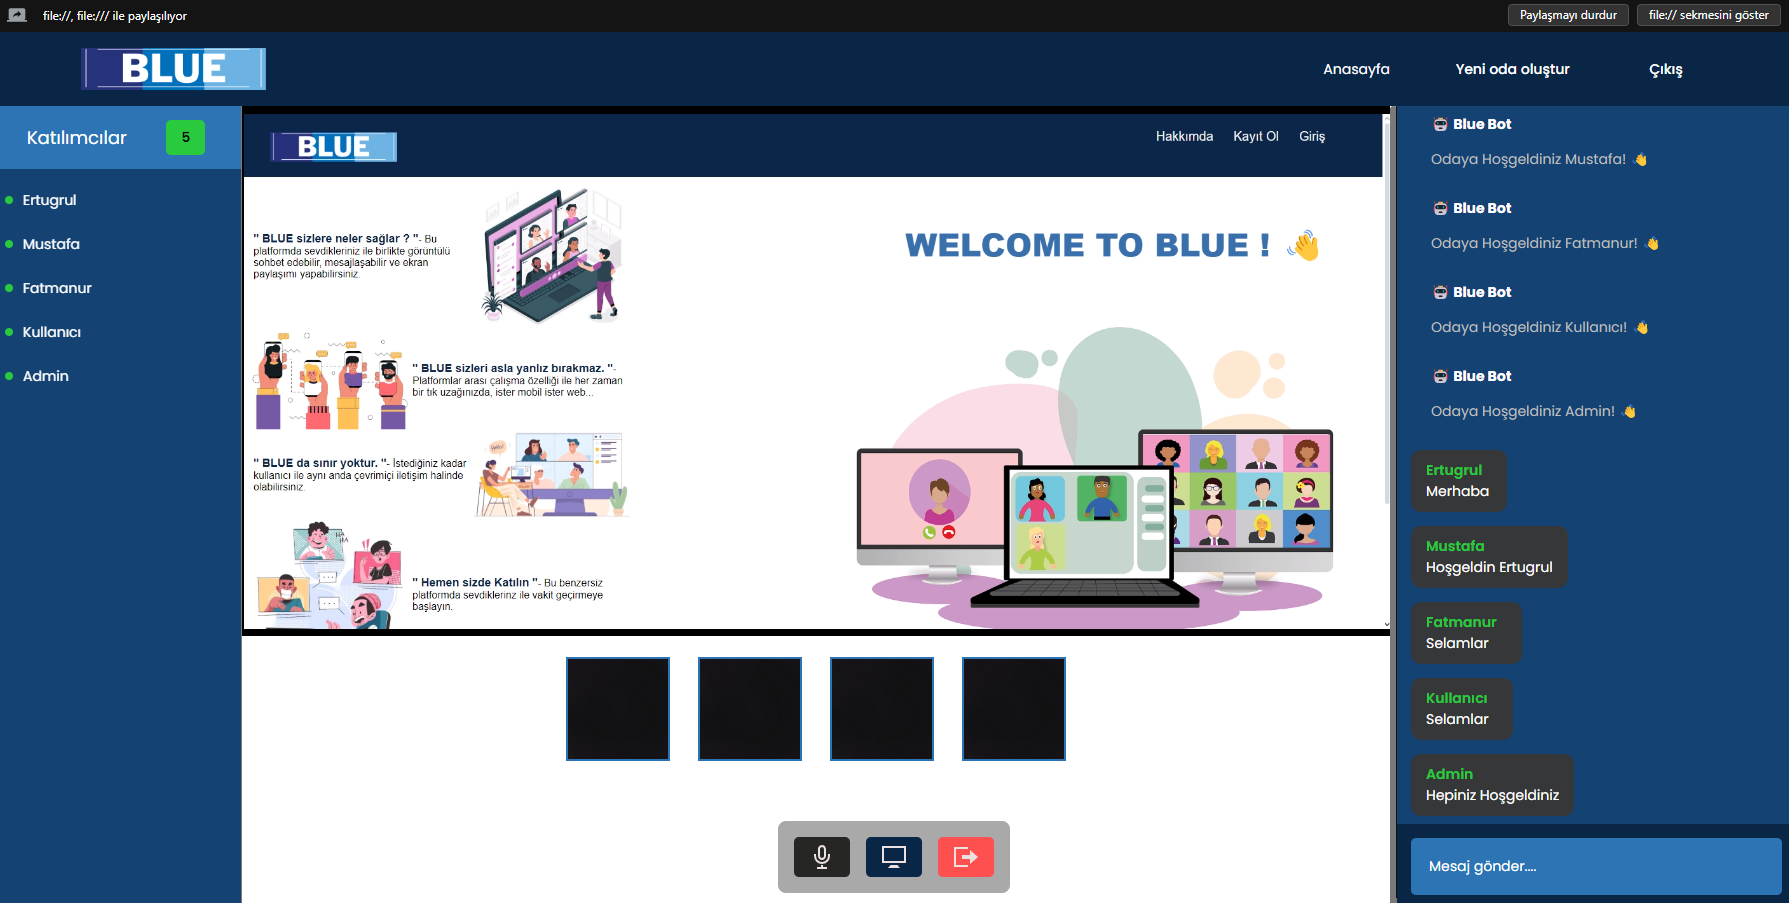 file://, file:/// ile paylaşılıyor
Paylaşmayı durdur
file:// sekmesini göster
BLUE
Anasayfa
Yeni oda oluştur
Çıkış
Katılımcılar
5
Ertugrul
Mustafa
Fatmanur
Kullanıcı
Admin
BLUE
Hakkımda
Kayıt Ol
Giriş
" BLUE sizlere neler sağlar ? "- Bu
platformda sevdikleriniz ile birlikte görüntülü
sohbet edebilir, mesajlaşabilir ve ekran
paylaşımı yapabilirsiniz.
" BLUE sizleri asla yanlız bırakmaz. "-
Platformlar arası çalışma özelliği ile her zaman
bir tık uzağınızda, ister mobil ister web...
" BLUE da sınır yoktur. "- İstediğiniz kadar
kullanıcı ile aynı anda çevrimiçi iletişim halinde
olabilirsiniz.
HA
HA
" Hemen sizde Katılın "- Bu benzersiz
platformda sevdikleriniz ile vakit geçirmeye
başlayın.
WELCOME TO BLUE ! 👋
Blue Bot
Odaya Hoşgeldiniz Mustafa! 👋
Blue Bot
Odaya Hoşgeldiniz Fatmanur! 👋
Blue Bot
Odaya Hoşgeldiniz Kullanıcı! 👋
Blue Bot
Odaya Hoşgeldiniz Admin! 👋
Ertugrul
Merhaba
Mustafa
Hoşgeldin Ertugrul
Fatmanur
Selamlar
Kullanıcı
Selamlar
Admin
Hepiniz Hoşgeldiniz
Mesaj gönder....